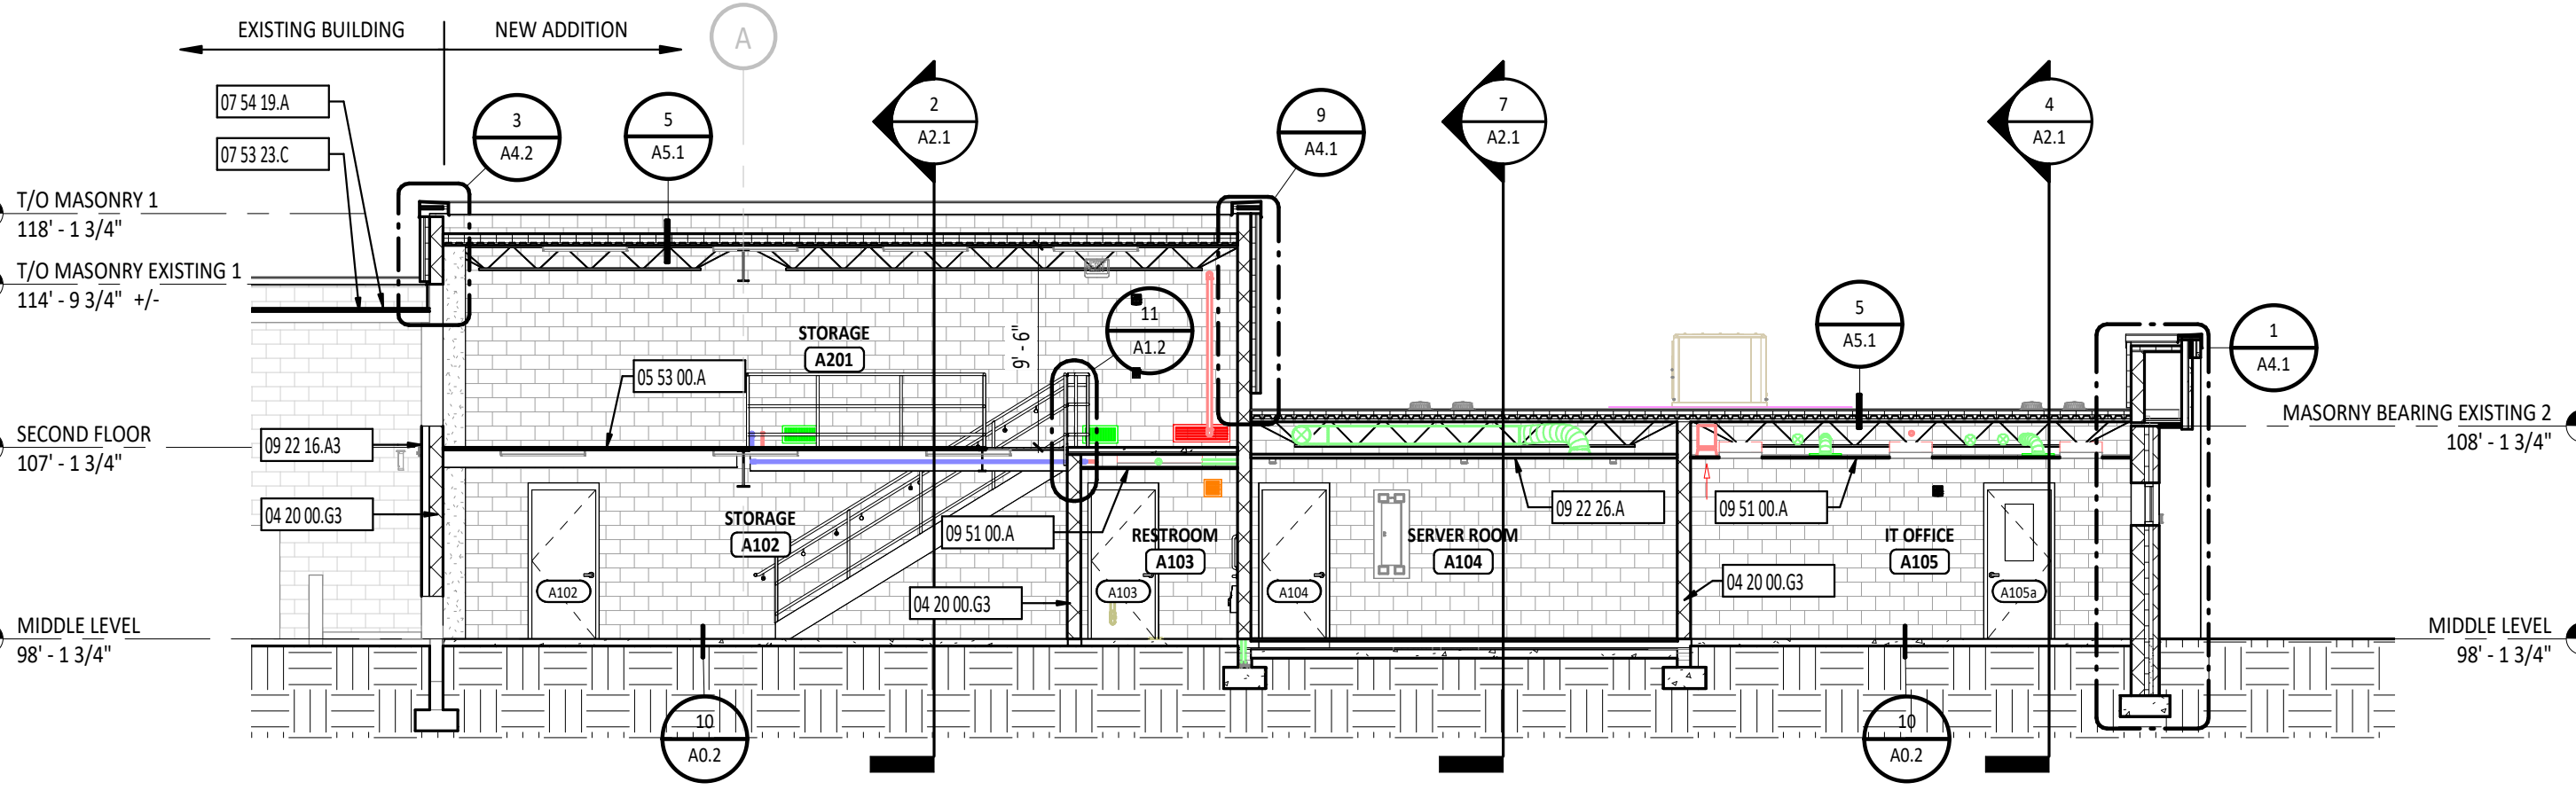 EXISTING BUILDING
NEW ADDITION
A
07 54 19.A
07 53 23.C
3
A4.2
5
A5.1
2
A2.1
9
A4.1
7
A2.1
4
A2.1
T/O MASONRY 1
118' - 1 3/4"
T/O MASONRY EXISTING 1
114' - 9 3/4" +/-
STORAGE
A201
9' - 6"
11
A1.2
5
A5.1
1
A4.1
05 53 00.A
MASORNY BEARING EXISTING 2
108' - 1 3/4"
SECOND FLOOR
107' - 1 3/4"
09 22 16.A3
04 20 00.G3
STORAGE
A102
09 51 00.A
RESTROOM
A103
09 22 26.A
SERVER ROOM
A104
09 51 00.A
IT OFFICE
A105
04 20 00.G3
04 20 00.G3
A102
A103
A104
A105a
MIDDLE LEVEL
98' - 1 3/4"
MIDDLE LEVEL
98' - 1 3/4"
10
A0.2
10
A0.2